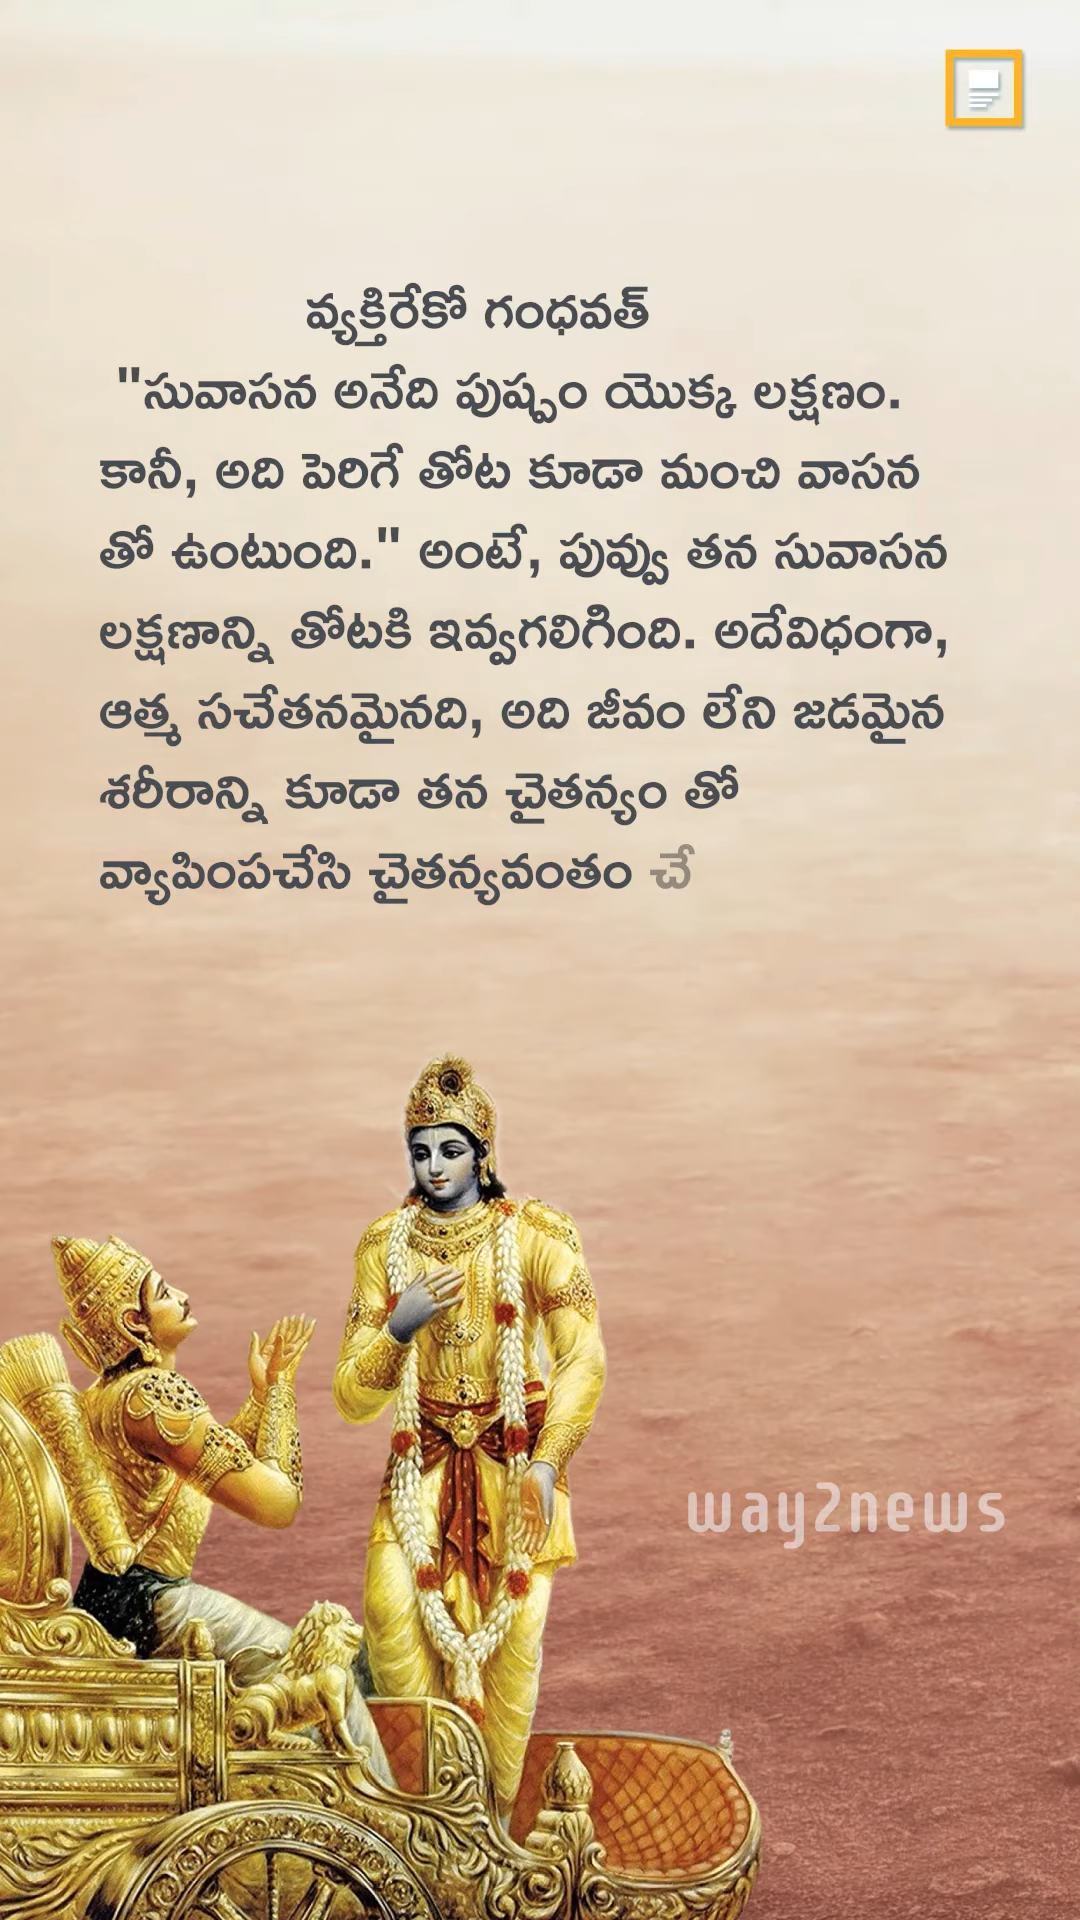 వ్యక్తిరేకో గంధవత్
"సువాసన అనేది పుష్పం యొక్క లక్షణం.
కానీ, అది పెరిగే తోట కూడా మంచి వాసన
తో ఉంటుంది." అంటే, పువ్వు తన సువాసన
లక్షణాన్ని తోటకి ఇవ్వగలిగింది. అదేవిధంగా,
ఆత్మ సచేతనమైనది, అది జీవం లేని జడమైన
శరీరాన్ని కూడా తన చైతన్యం తో
వ్యాపింపచేసి చైతన్యవంతం చే
way2news